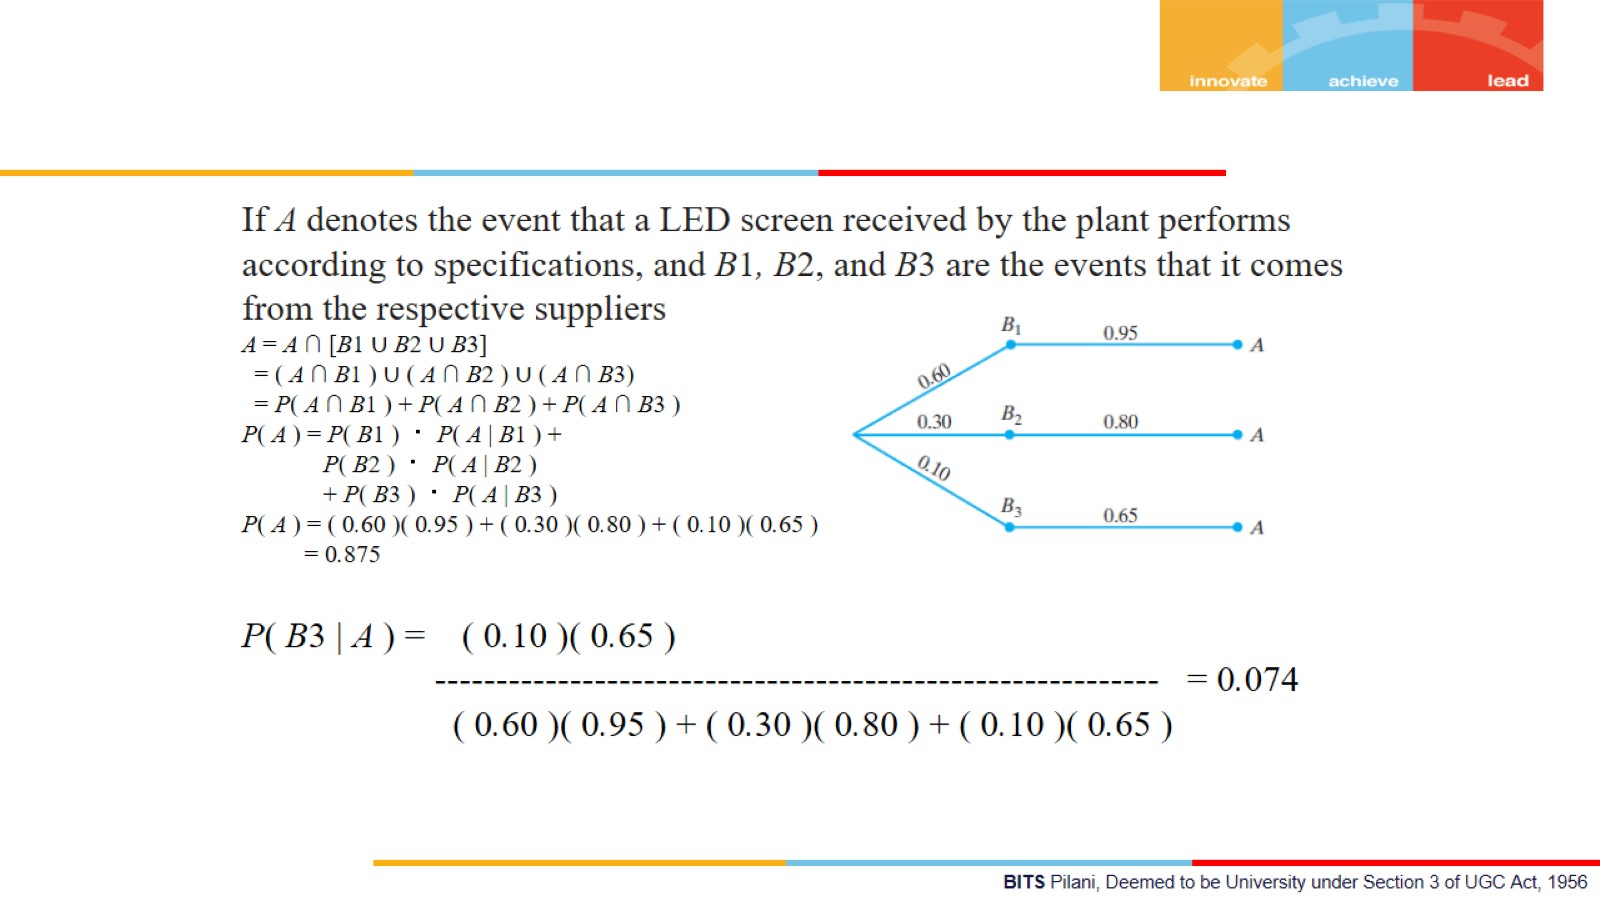 innovate achieve lead
If A denotes the event that a LED screen received by the plant performs
according to specifications, and B1, B2, and B3 are the events that it comes
from the respective suppliers
A = A ∩ [B1 ∪ B2 ∪ B3]
= ( A ∩ B1 ) ∪ ( A ∩ B2 ) ∪ ( A ∩ B3)
= P( A ∩ B1 ) + P( A ∩ B2 ) + P( A ∩ B3 )
P( A ) = P( B1 ) · P( A | B1 ) +
P( B2 ) · P( A | B2 )
+ P( B3 ) · P( A | B3 )
P( A ) = ( 0.60 )( 0.95 ) + ( 0.30 )( 0.80 ) + ( 0.10 )( 0.65 )
= 0.875
B₁ 0.95 A
0.60
0.30 B₂ 0.80 A
0.10
B₃ 0.65 A
P( B3 | A ) = ( 0.10 )( 0.65 )
----------------------------------------------------------- = 0.074
( 0.60 )( 0.95 ) + ( 0.30 )( 0.80 ) + ( 0.10 )( 0.65 )
BITS Pilani, Deemed to be University under Section 3 of UGC Act, 1956